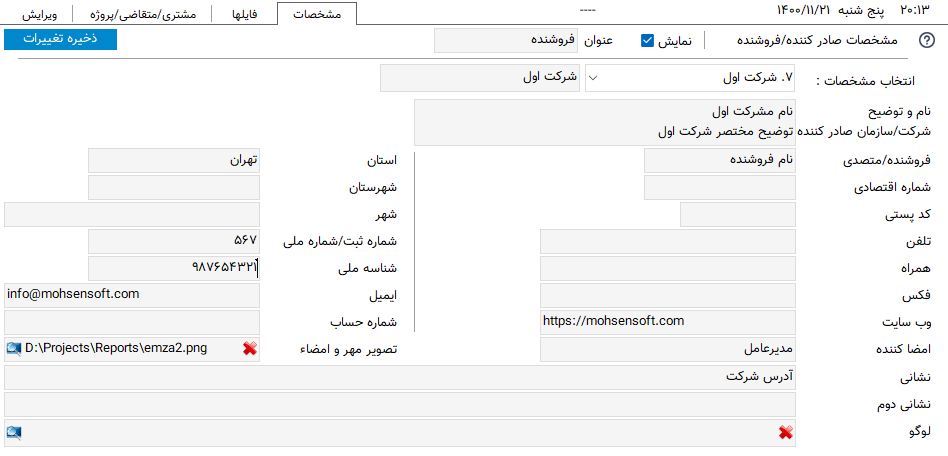 ۲۰:۱۳ پنج شنبه ۱۴۰۰/۱۱/۲۱
----
مشخصات
فایلها
مشتری/متقاضی/پروژه
ویرایش
مشخصات صادر کننده/فروشنده
نمایش
عنوان فروشنده
ذخیره تغییرات
انتخاب مشخصات : ۷. شرکت اول شرکت اول
نام و توضیح نام مشرکت اول
شرکت/سازمان صادر کننده توضیح مختصر شرکت اول
فروشنده/متصدی نام فروشنده
استان تهران
شماره اقتصادی
شهرستان
کد پستی
شهر
تلفن
شماره ثبت/شماره ملی ۵۶۷
همراه
شناسه ملی ۹۸۷۶۵۴۳۲۱
فکس
ایمیل info@mohsensoft.com
وب سایت https://mohsensoft.com
شماره حساب
امضا کننده مدیرعامل
تصویر مهر و امضاء D:\Projects\Reports\emza2.png
نشانی آدرس شرکت
نشانی دوم
لوگو